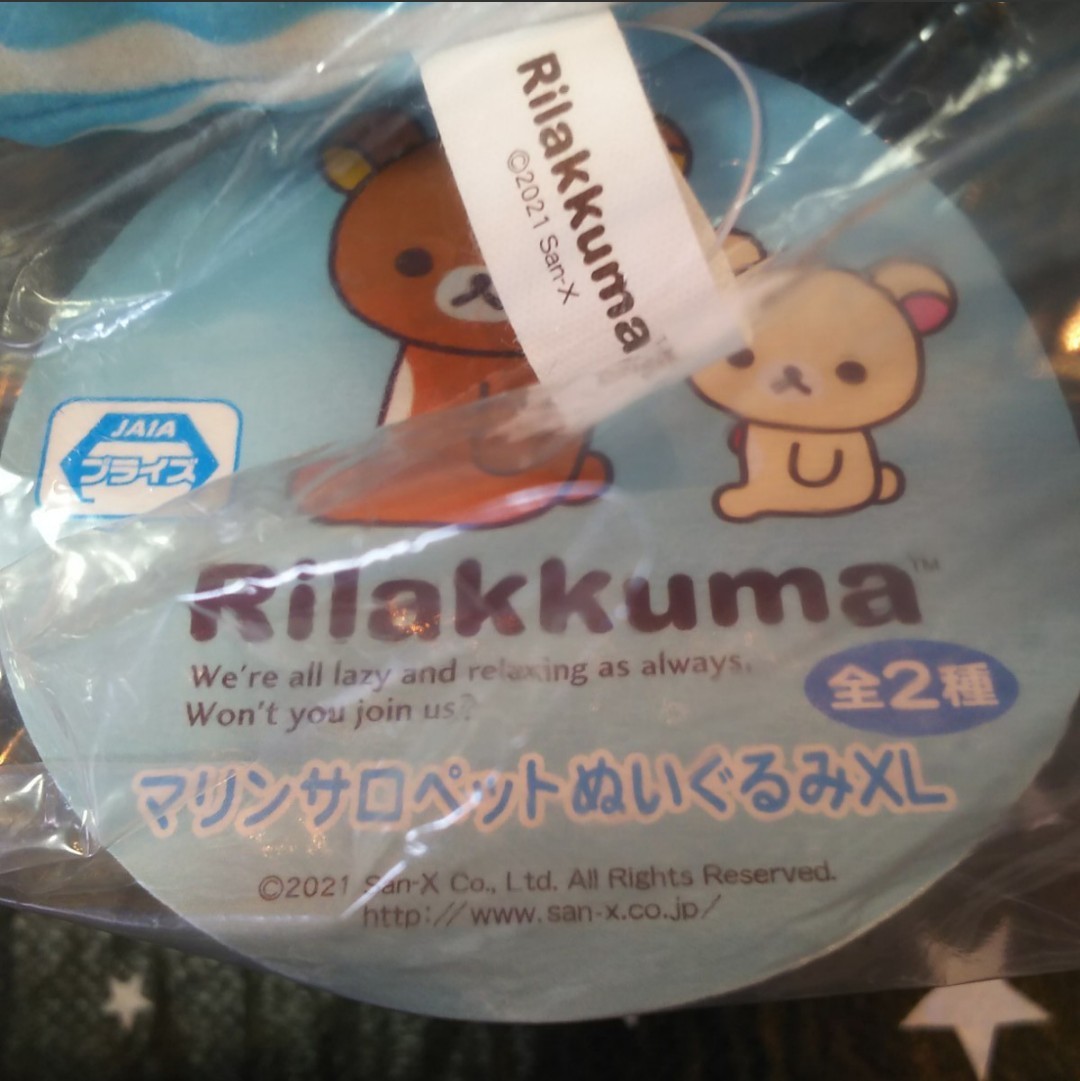 Rilakkuma
©2021 San-X
JAIA
プライズ
Rilakkuma™
We're all lazy and relaxing as always.
Won't you join us?
全2種
マリンサロペットぬいぐるみXL
©2021 San-X Co., Ltd. All Rights Reserved.
http://www.san-x.co.jp/